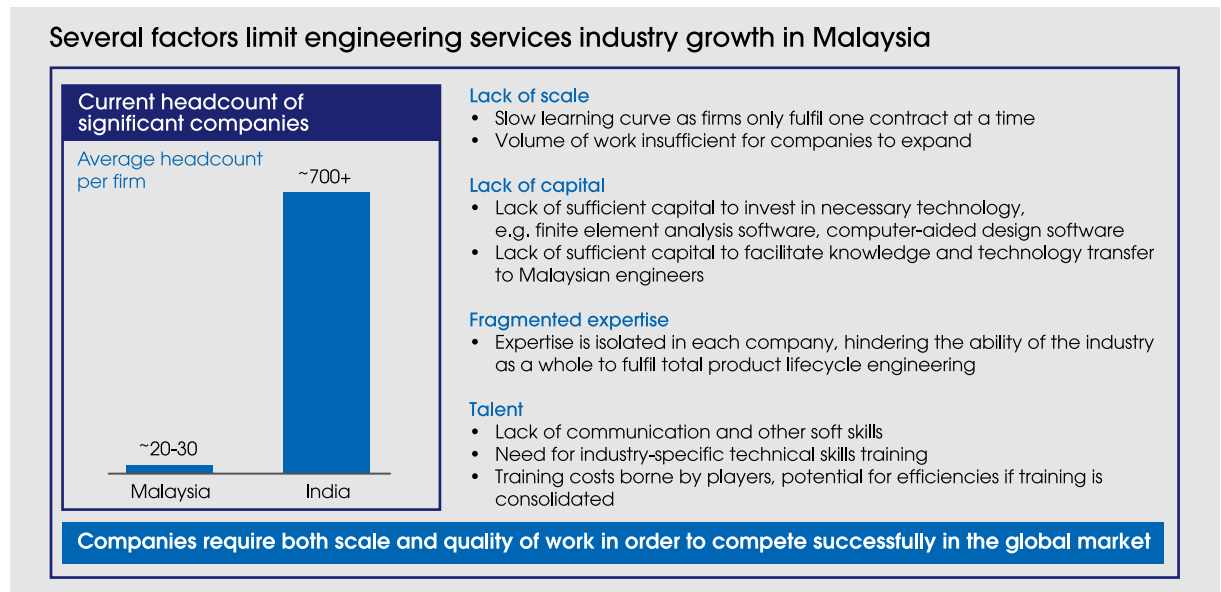 Several factors limit engineering services industry growth in Malaysia
Current headcount of
significant companies
Average headcount
per firm
~700+
~20-30
Malaysia
India
Lack of scale
• Slow learning curve as firms only fulfil one contract at a time
• Volume of work insufficient for companies to expand
Lack of capital
• Lack of sufficient capital to invest in necessary technology,
e.g. finite element analysis software, computer-aided design software
• Lack of sufficient capital to facilitate knowledge and technology transfer
to Malaysian engineers
Fragmented expertise
• Expertise is isolated in each company, hindering the ability of the industry
as a whole to fulfil total product lifecycle engineering
Talent
• Lack of communication and other soft skills
• Need for industry-specific technical skills training
• Training costs borne by players, potential for efficiencies if training is
consolidated
Companies require both scale and quality of work in order to compete successfully in the global market